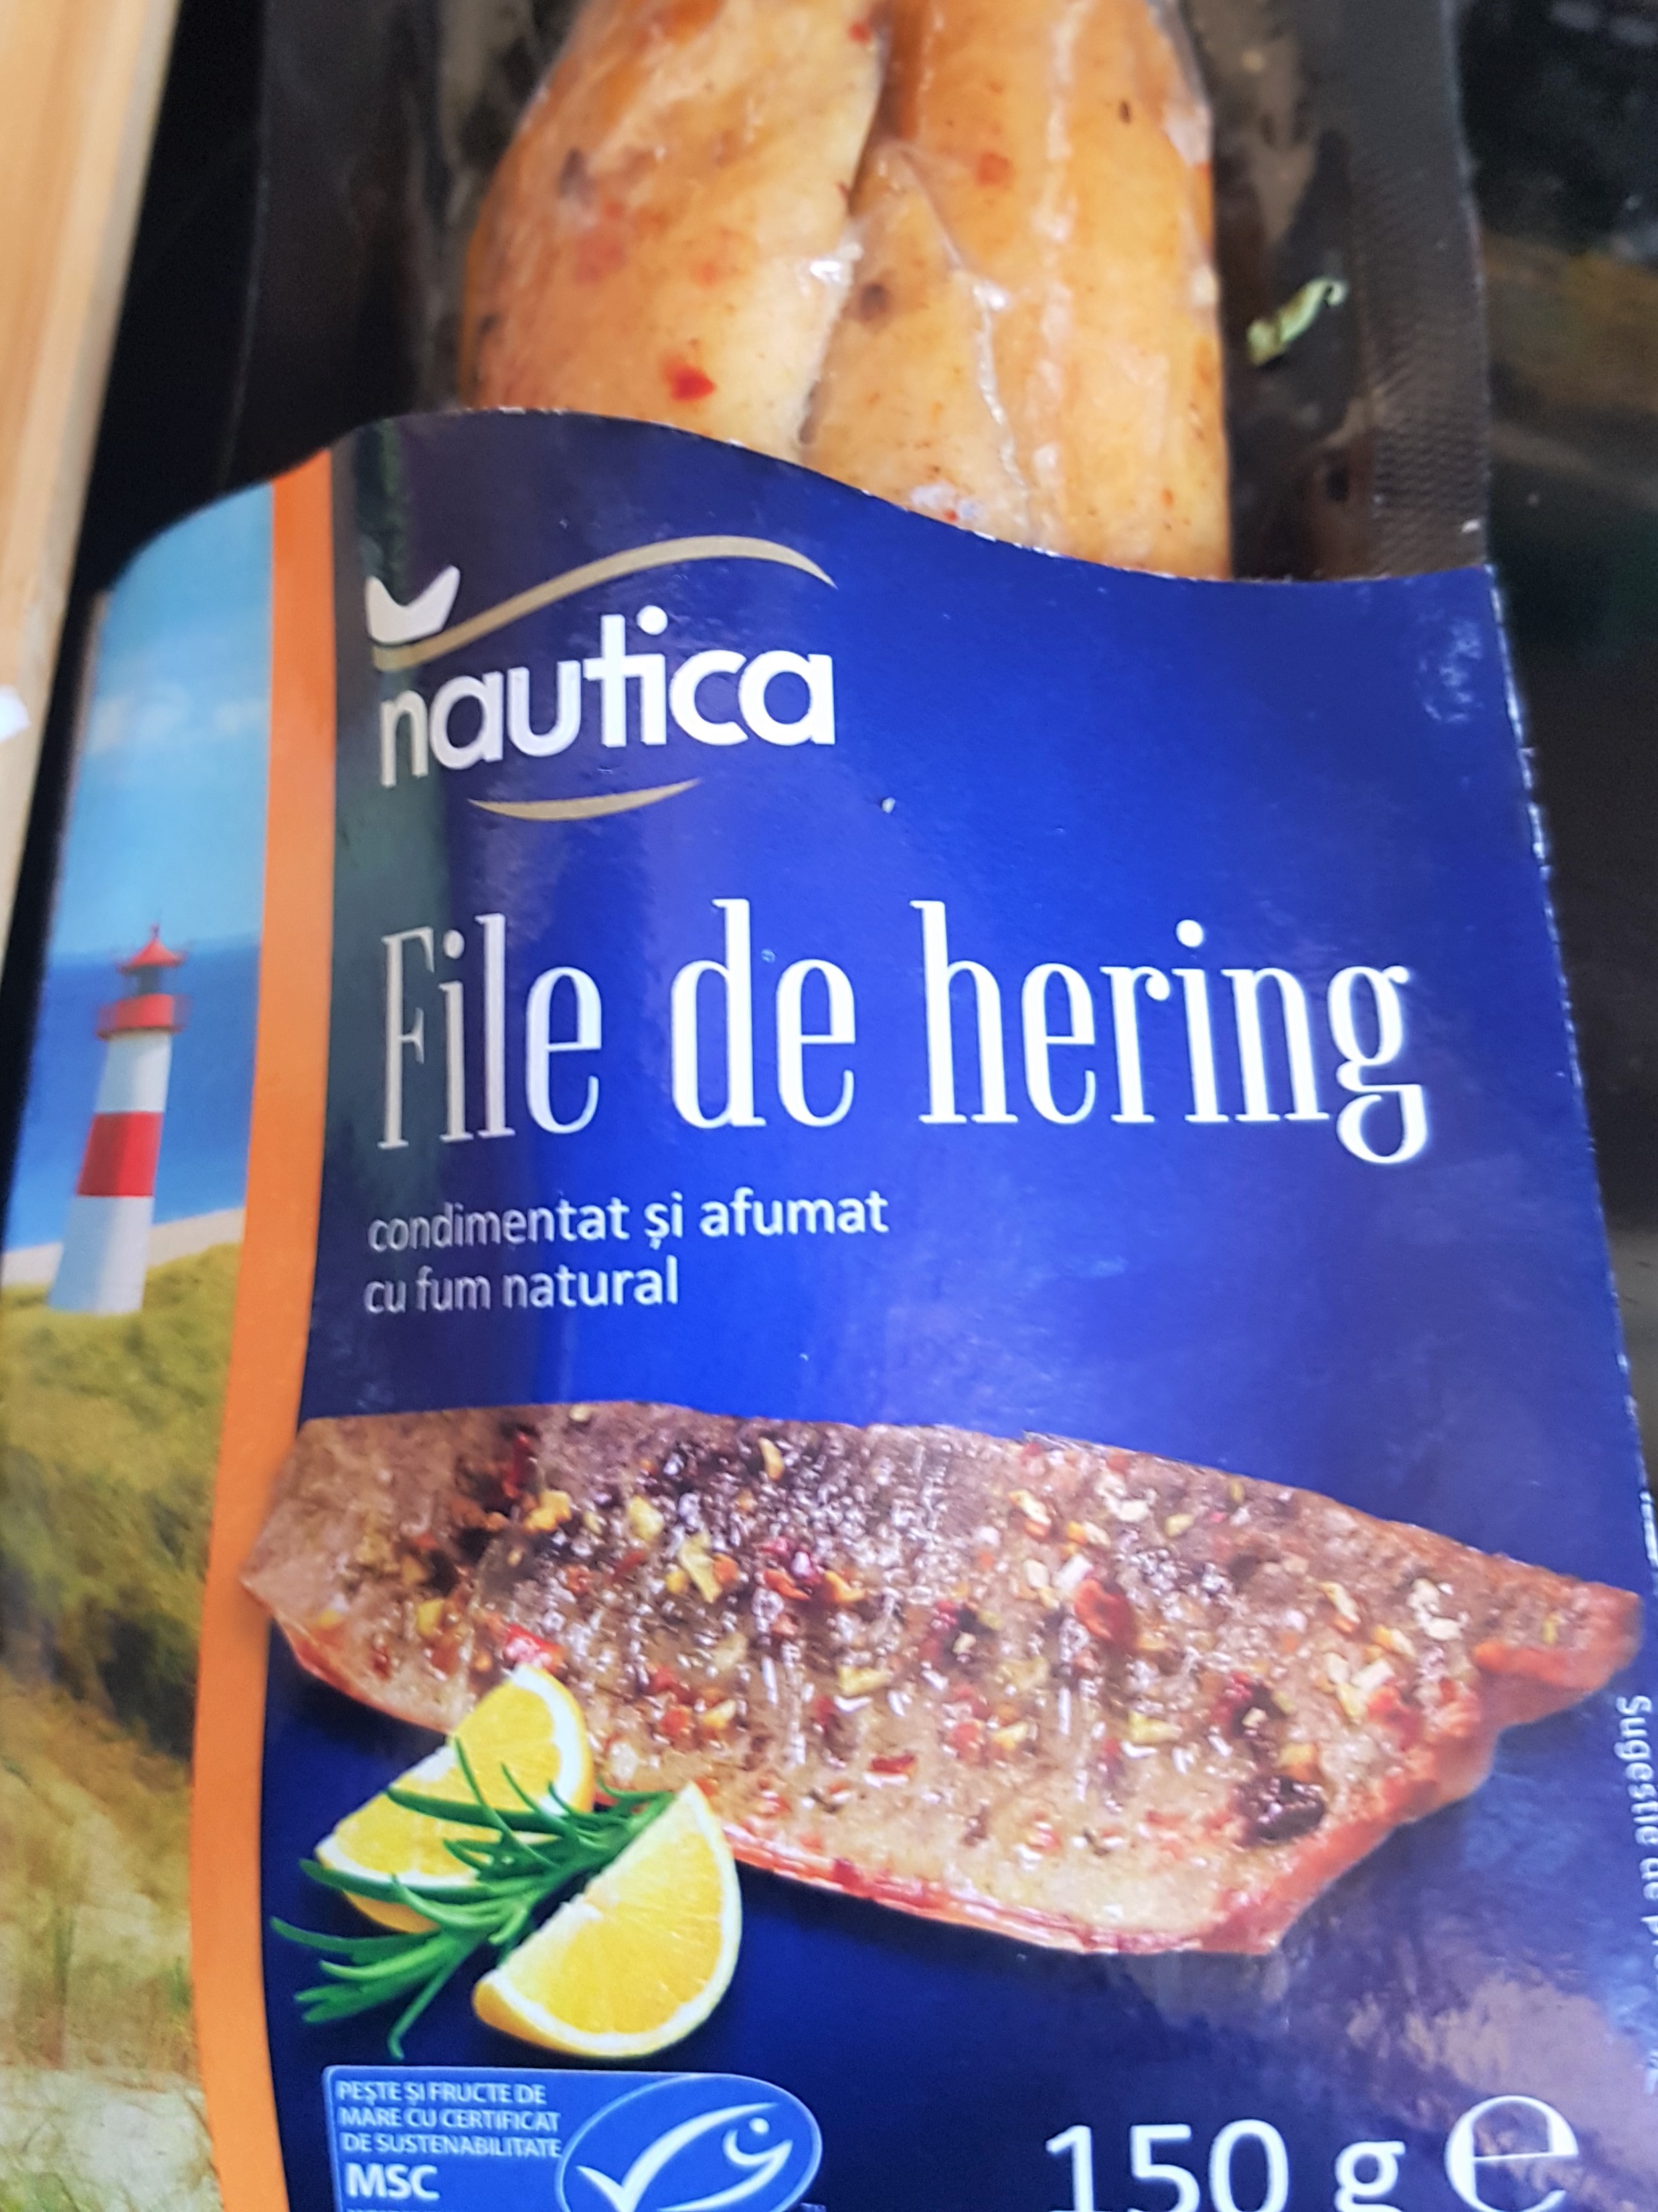 nautica
File de hering
condimentat și afumat
cu fum natural
PEȘTE ȘI FRUCTE DE
MARE CU CERTIFICAT
DE SUSTENABILITATE
MSC
150 g e
Sugestie de